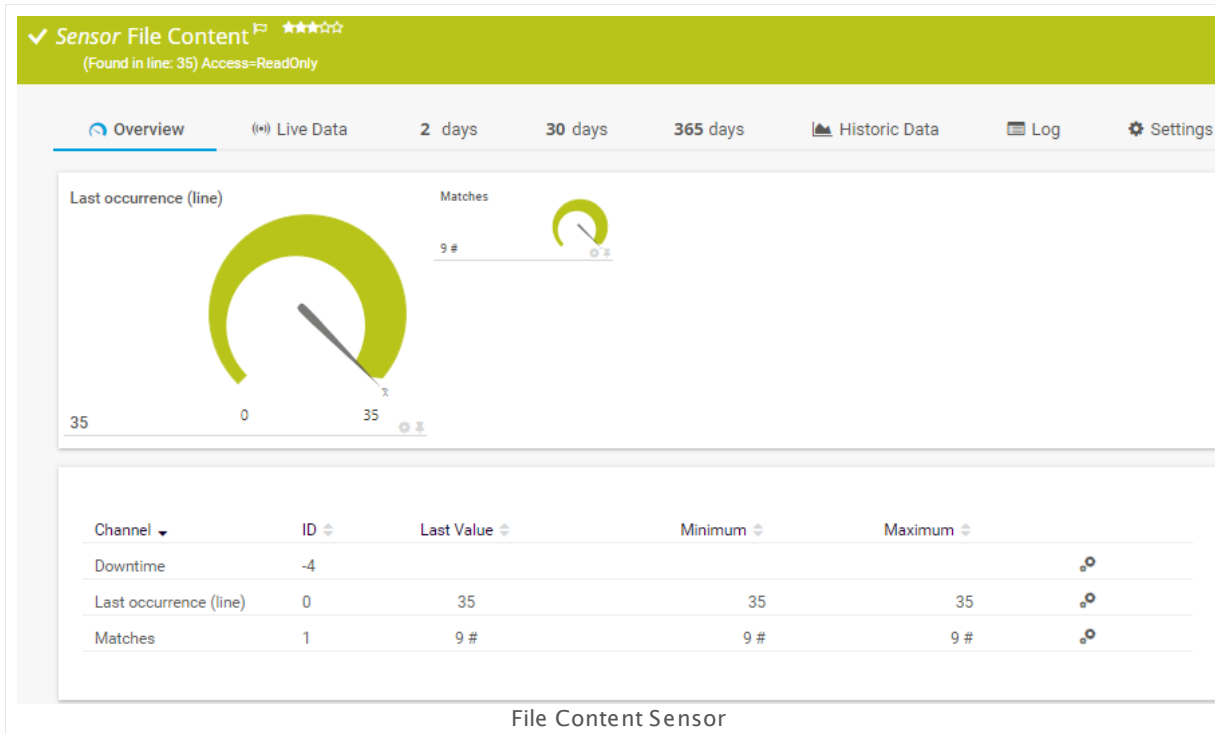 Sensor File Content
(Found in line: 35) Access=ReadOnly
Overview
Live Data
2 days
30 days
365 days
Historic Data
Log
Settings
Last occurrence (line)
0
35
35
Matches
9 #
Channel ID Last Value Minimum Maximum
Downtime -4
Last occurrence (line) 0 35 35 35
Matches 1 9 # 9 # 9 #
File Content Sensor